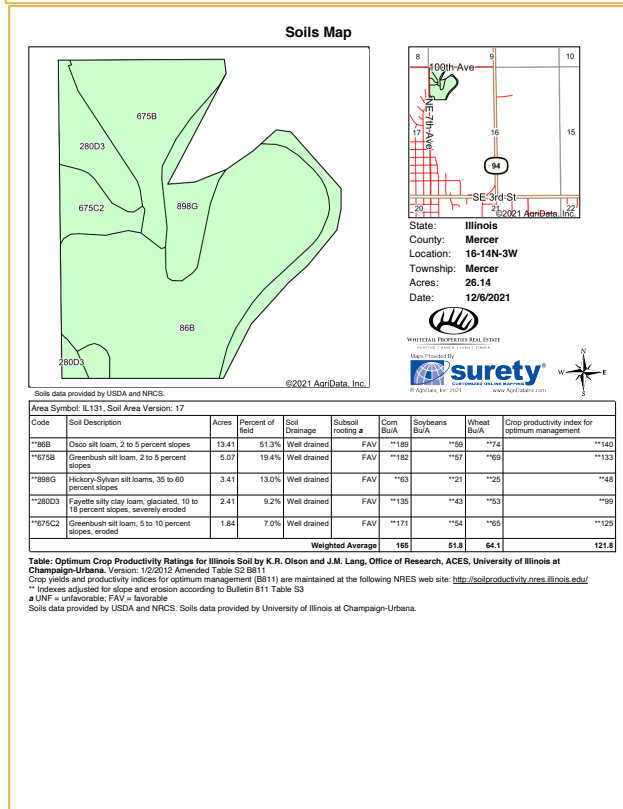 Soils Map
675B
280D3
675C2
898G
86B
280D3
©2021 AgriData, Inc.
Soils data provided by USDA and NRCS.
8
9
10
100th Ave
NE 7th Ave
17
16
15
94
SE 3rd St
20
21
22
©2021 AgriData, Inc.
State: Illinois
County: Mercer
Location: 16-14N-3W
Township: Mercer
Acres: 26.14
Date: 12/6/2021
WHITETAIL PROPERTIES REAL ESTATE
HUNTING | RANCH | FARM | TIMBER
Maps Provided By
surety®
CUSTOMIZED ONLINE MAPPING
© AgriData, Inc. 2021 www.AgriDataInc.com
N
W E
S
Area Symbol: IL131, Soil Area Version: 17
Code Soil Description Acres Percent of field Soil Drainage Subsoil rooting a Corn Bu/A Soybeans Bu/A Wheat Bu/A Crop productivity index for optimum management
**86B Osco silt loam, 2 to 5 percent slopes 13.41 51.3% Well drained FAV **189 **59 **74 **140
**675B Greenbush silt loam, 2 to 5 percent slopes 5.07 19.4% Well drained FAV **182 **57 **69 **133
**898G Hickory-Sylvan silt loams, 35 to 60 percent slopes 3.41 13.0% Well drained FAV **63 **21 **25 **48
**280D3 Fayette silty clay loam, glaciated, 10 to 18 percent slopes, severely eroded 2.41 9.2% Well drained FAV **135 **43 **53 **99
**675C2 Greenbush silt loam, 5 to 10 percent slopes, eroded 1.84 7.0% Well drained FAV **171 **54 **65 **125
Weighted Average 165 51.8 64.1 121.8
Table: Optimum Crop Productivity Ratings for Illinois Soil by K.R. Olson and J.M. Lang, Office of Research, ACES, University of Illinois at
Champaign-Urbana. Version: 1/2/2012 Amended Table S2 B811
Crop yields and productivity indices for optimum management (B811) are maintained at the following NRES web site: http://soilproductivity.nres.illinois.edu/
** Indexes adjusted for slope and erosion according to Bulletin 811 Table S3
a UNF = unfavorable; FAV = favorable
Soils data provided by USDA and NRCS. Soils data provided by University of Illinois at Champaign-Urbana.